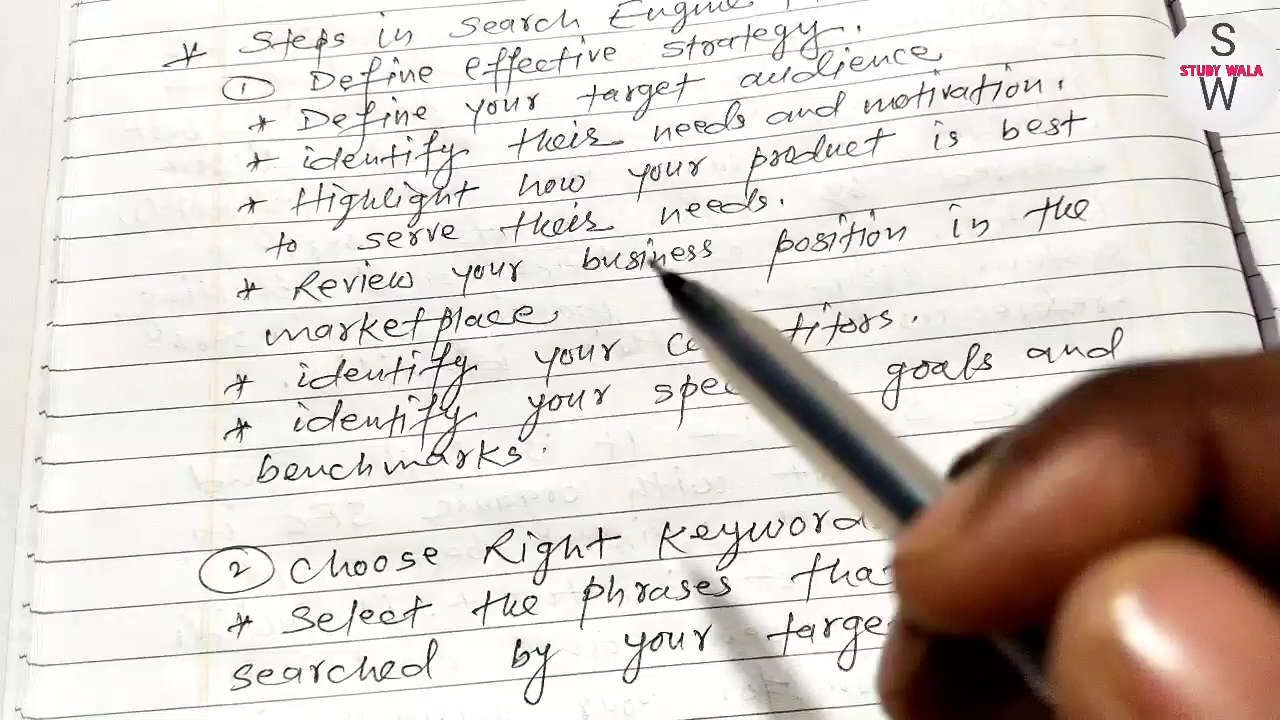 * Steps in Search Engine
① Define effective strategy.
* Define your target audience
* identify their needs and motivation.
* Highlight how your product is best
to serve their needs.
* Review your business position in the
marketplace
* identify your
* identify your goals and
benchmarks.
② Choose Right Keyword
* Select the phrases
searched by your
S
STUDY WALA
W